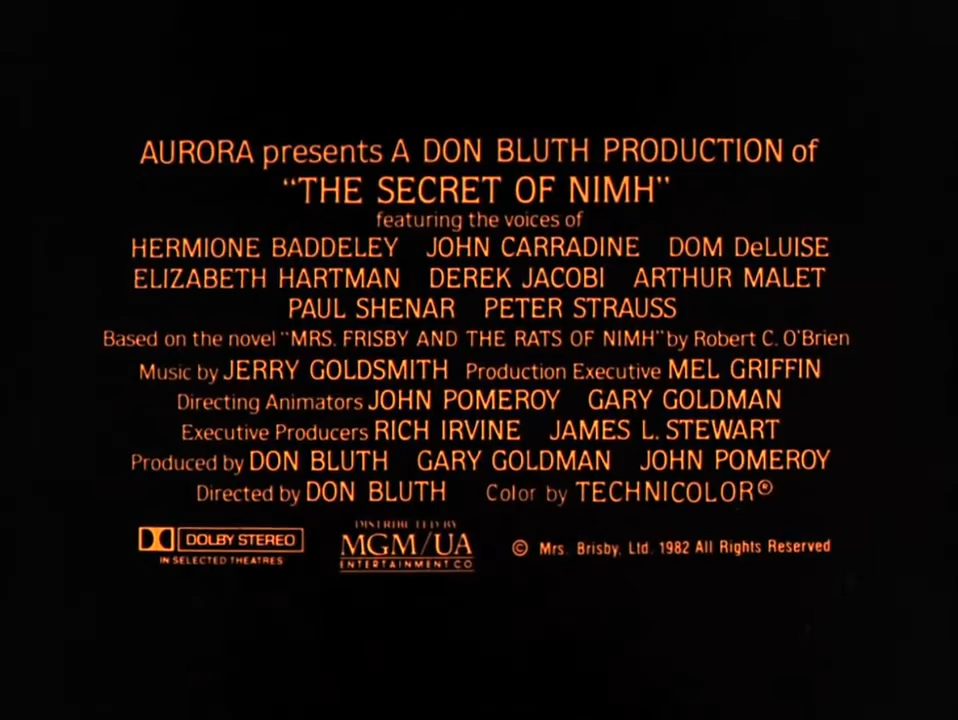 AURORA presents A DON BLUTH PRODUCTION of
"THE SECRET OF NIMH"
featuring the voices of
HERMIONE BADDELEY JOHN CARRADINE DOM DeLUISE
ELIZABETH HARTMAN DEREK JACOBI ARTHUR MALET
PAUL SHENAR PETER STRAUSS
Based on the novel "MRS. FRISBY AND THE RATS OF NIMH" by Robert C. O'Brien
Music by JERRY GOLDSMITH Production Executive MEL GRIFFIN
Directing Animators JOHN POMEROY GARY GOLDMAN
Executive Producers RICH IRVINE JAMES L. STEWART
Produced by DON BLUTH GARY GOLDMAN JOHN POMEROY
Directed by DON BLUTH Color by TECHNICOLOR®
DOLBY STEREO
IN SELECTED THEATRES
DISTRIBUTED BY
MGM/UA
ENTERTAINMENT CO
© Mrs. Brisby, Ltd. 1982 All Rights Reserved